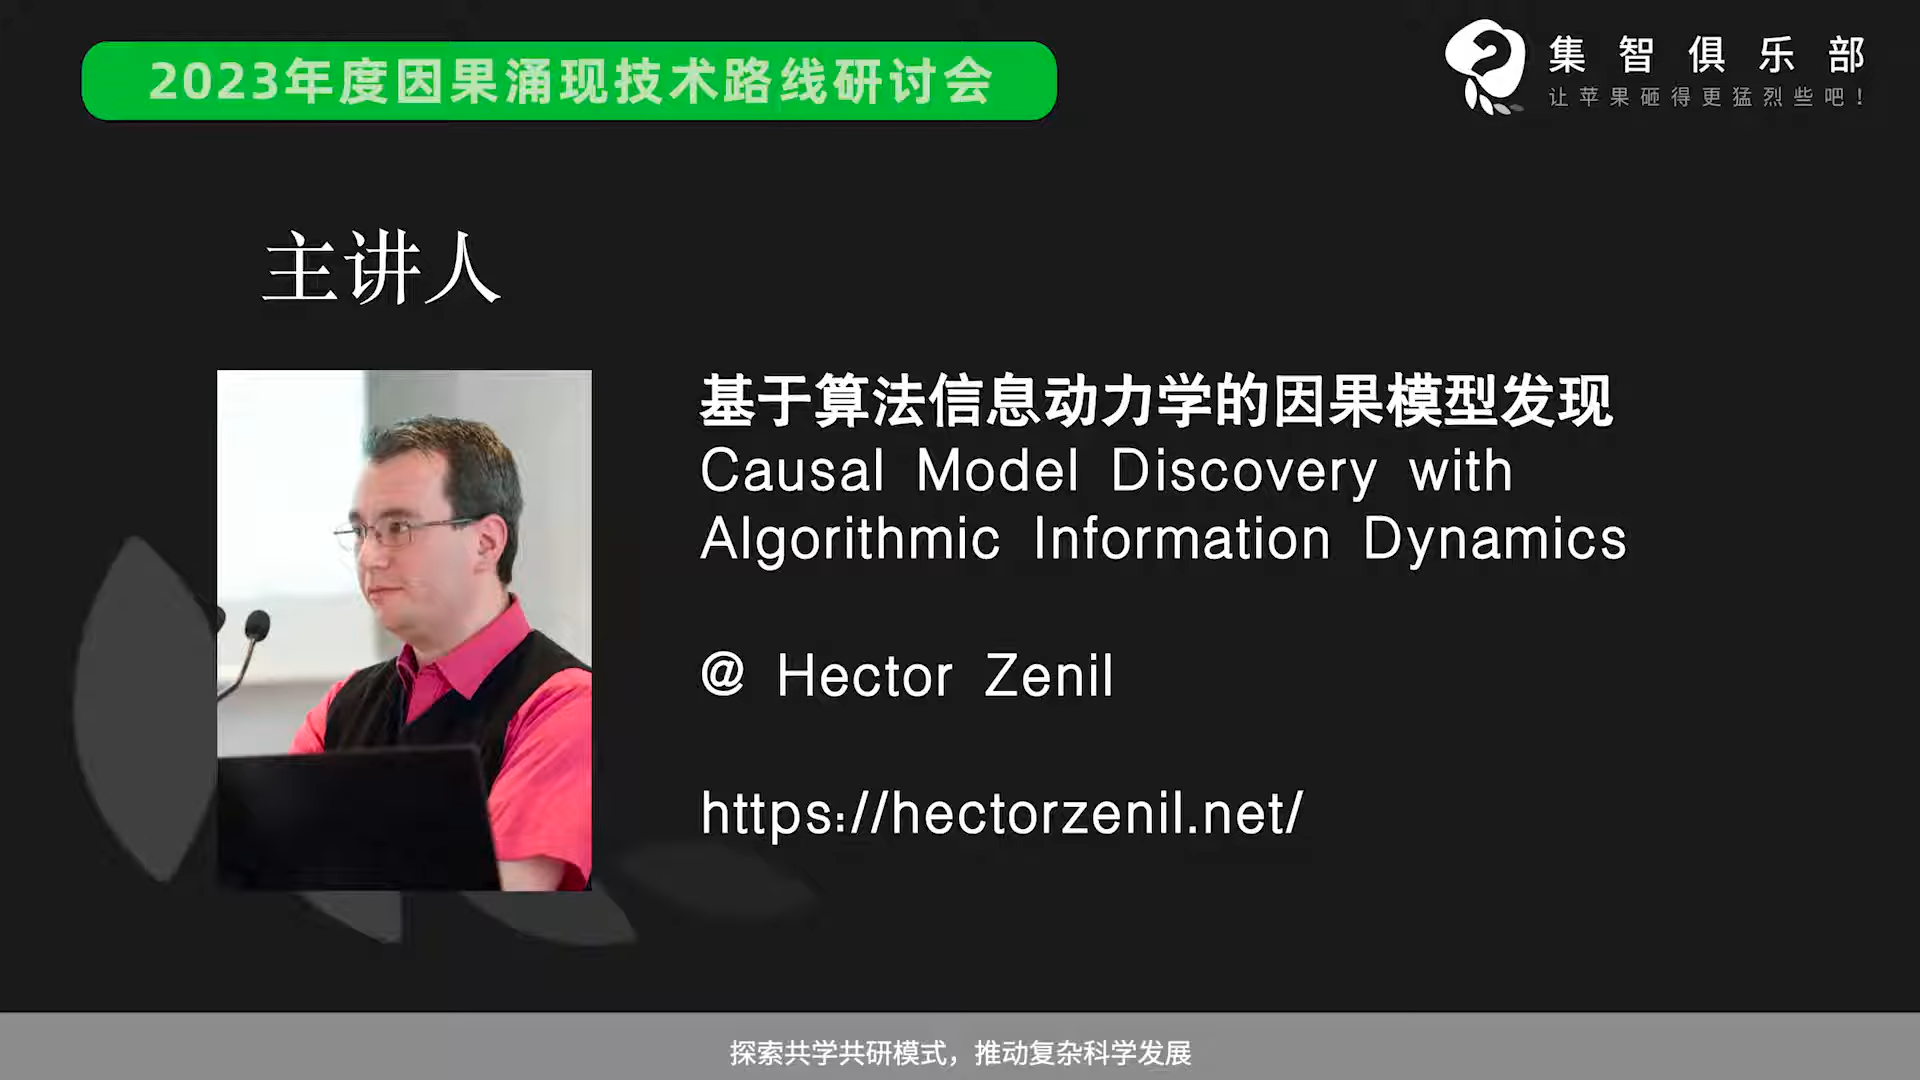 2023年度因果涌现技术路线研讨会
集智俱乐部
让苹果砸得更猛烈些吧！
主讲人
基于算法信息动力学的因果模型发现
Causal Model Discovery with
Algorithmic Information Dynamics
@ Hector Zenil
https://hectorzenil.net/
探索共学共研模式，推动复杂科学发展